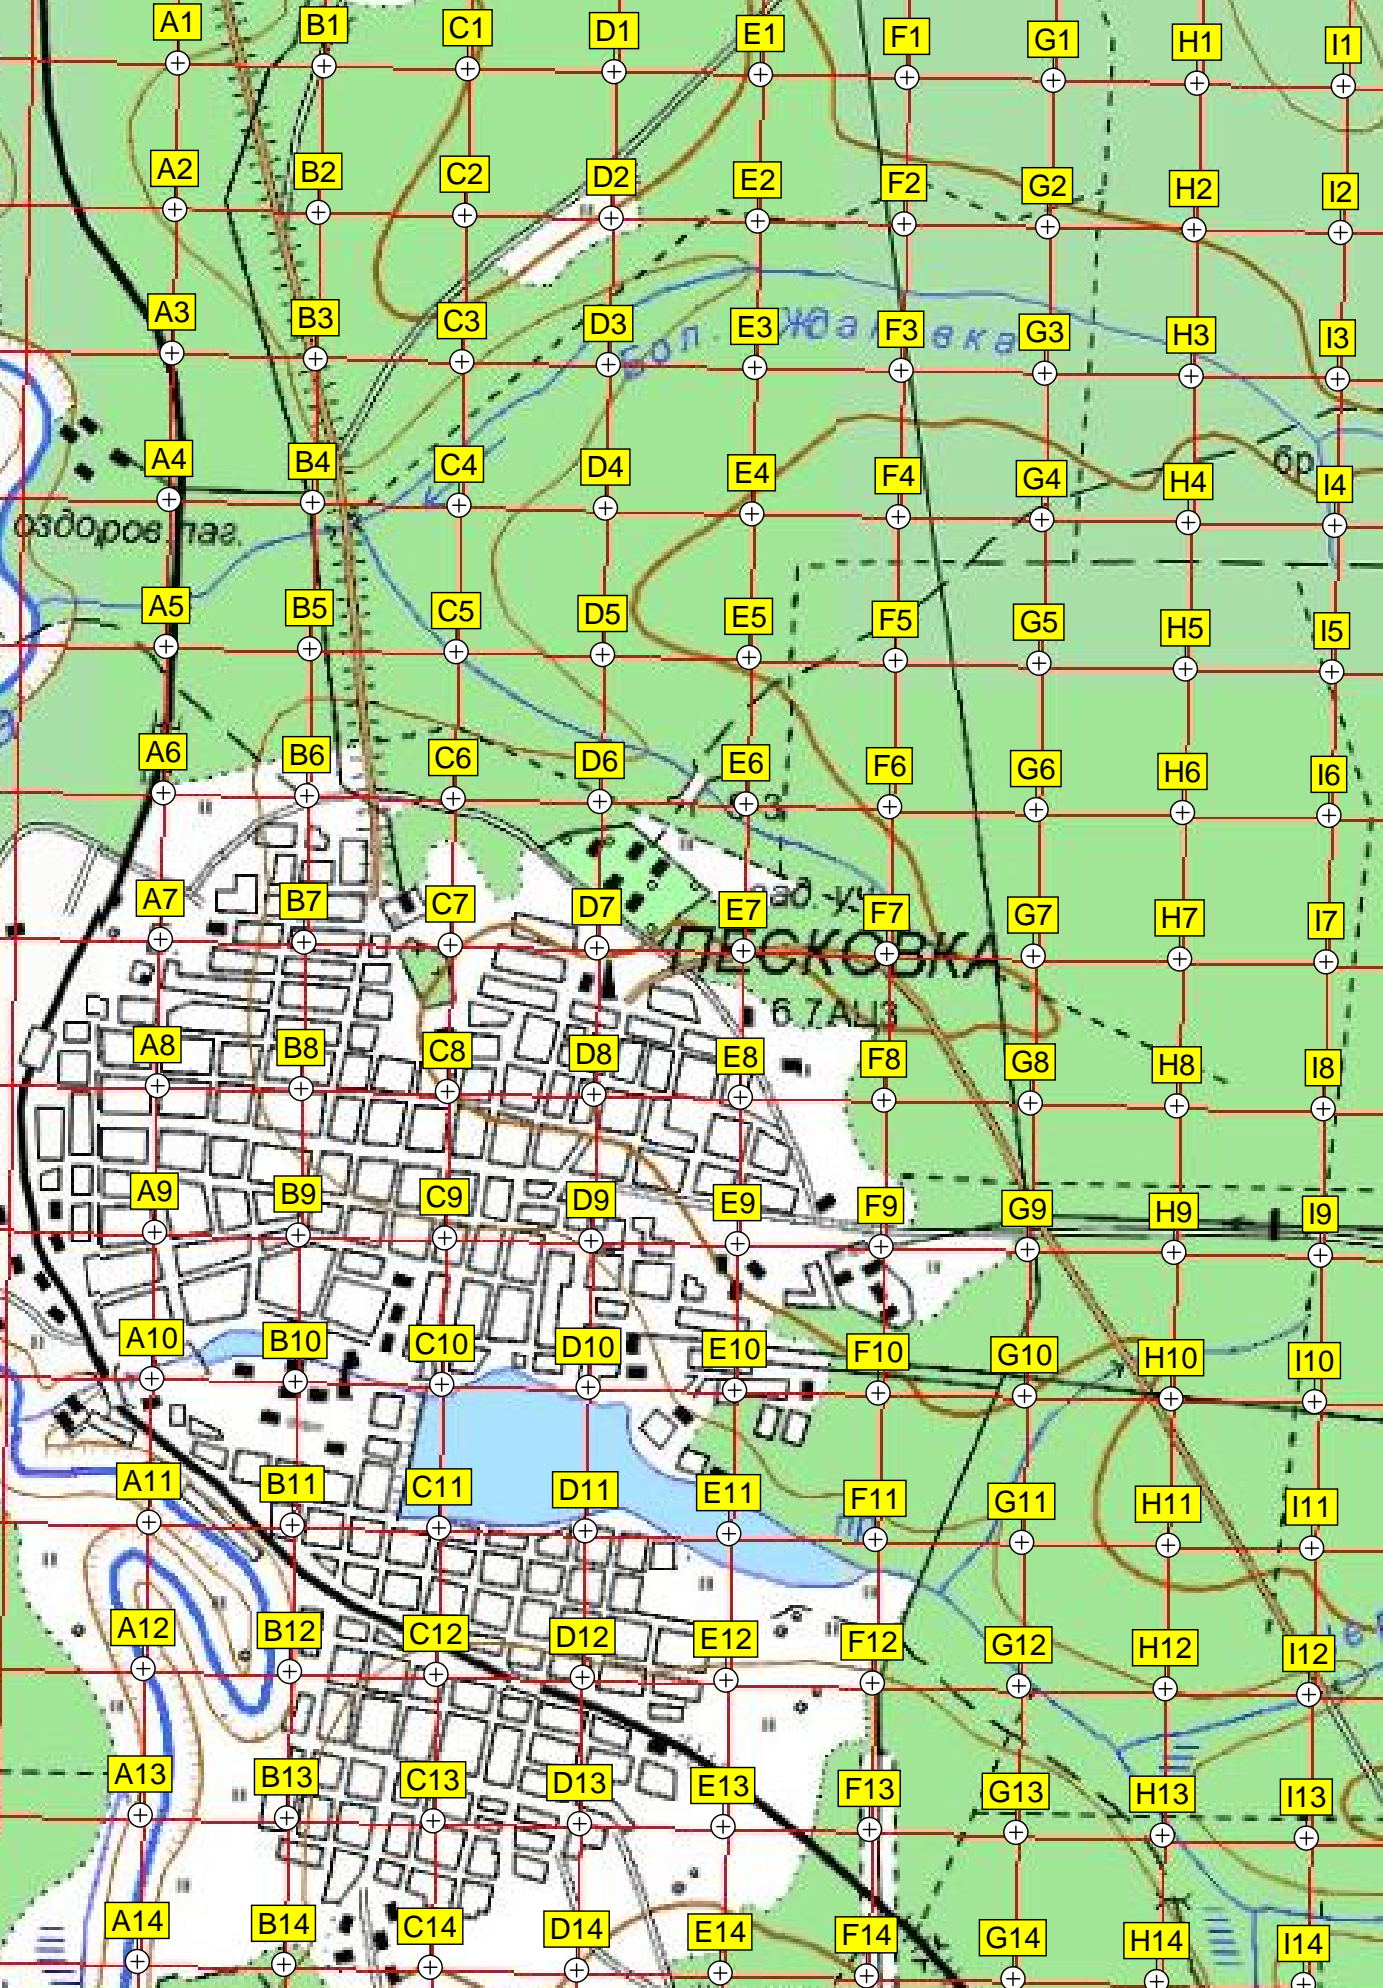 A1 B1 C1 D1 E1 F1 G1 H1 I1
A2 B2 C2 D2 E2 F2 G2 H2 I2
A3 B3 C3 D3 E3 F3 G3 H3 I3
Бол.
A4 B4 C4 D4 E4 F4 G4 H4 I4
бр
оздоров. лаг.
A5 B5 C5 D5 E5 F5 G5 H5 I5
A6 B6 C6 D6 E6 F6 G6 H6 I6
A7 B7 C7 D7 E7 F7 G7 H7 I7
ПЕСКОВКА
A8 B8 C8 D8 E8 F8 G8 H8 I8
A9 B9 C9 D9 E9 F9 G9 H9 I9
A10 B10 C10 D10 E10 F10 G10 H10 I10
A11 B11 C11 D11 E11 F11 G11 H11 I11
A12 B12 C12 D12 E12 F12 G12 H12 I12
A13 B13 C13 D13 E13 F13 G13 H13 I13
A14 B14 C14 D14 E14 F14 G14 H14 I14